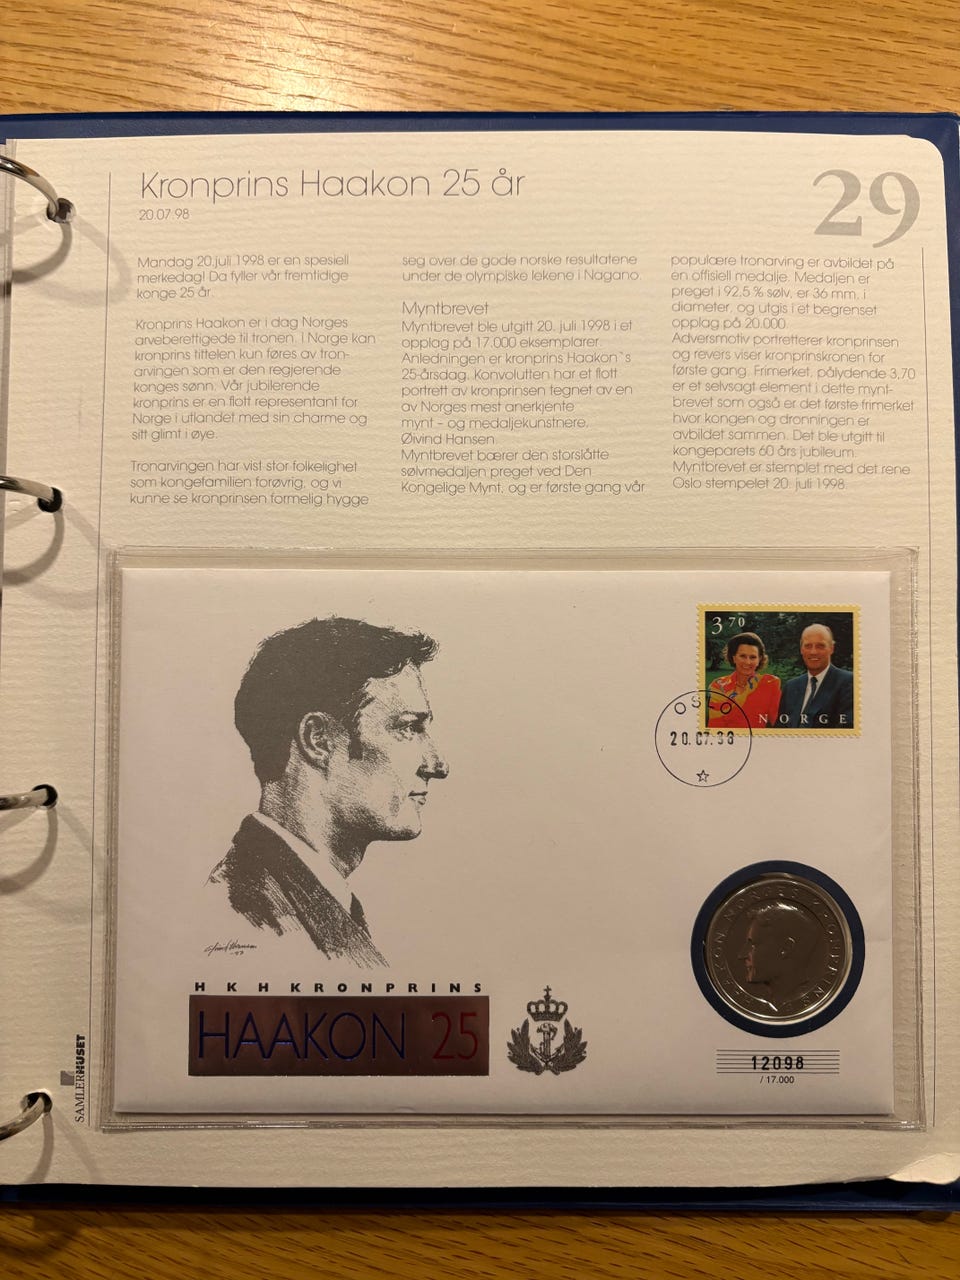 Kronprins Haakon 25 år
20.07.98
29
Mandag 20.juli 1998 er en spesiell
merkedag! Da fyller vår fremtidige
konge 25 år.
Kronprins Haakon er i dag Norges
arveberettigede til tronen. I Norge kan
kronprins tittelen kun føres av tron-
arvingen som er den regjerende
konges sønn. Vår jubilerende
kronprins er en flott representant for
Norge i utlandet med sin charme og
sitt glimt i øye.
Tronarvingen har vist stor folkelighet
som kongefamilien forøvrig, og vi
kunne se kronprinsen formelig hygge
seg over de gode norske resultatene
under de olympiske lekene i Nagano.
Myntbrevet
Myntbrevet ble utgitt 20. juli 1998 i et
opplag på 17.000 eksemplarer.
Anledningen er kronprins Haakon`s
25-årsdag. Konvolutten har et flott
portrett av kronprinsen tegnet av en
av Norges mest anerkjente
mynt – og medaljekunstnere,
Øivind Hansen.
Myntbrevet bærer den storslåtte
sølvmedaljen preget ved Den
Kongelige Mynt, og er første gang vår
populære tronarving er avbildet på
en offisiell medalje. Medaljen er
preget i 92,5 % sølv, er 36 mm. i
diameter, og utgis i et begrenset
opplag på 20.000.
Adversmotiv portretterer kronprinsen
og revers viser kronprinskronen for
første gang. Frimerket, pålydende 3,70
er et selvsagt element i dette mynt-
brevet som også er det første frimerket
hvor kongen og dronningen er
avbildet sammen. Det ble utgitt til
kongeparets 60 års jubileum.
Myntbrevet er stemplet med det rene
Oslo stempelet 20. juli 1998.
3 70
NORGE
OSLO
20.07.98
HAAKON NORGES KRONPRINS
HKH KRONPRINS
HAAKON 25
12098
/ 17.000
SAMLERHUSET